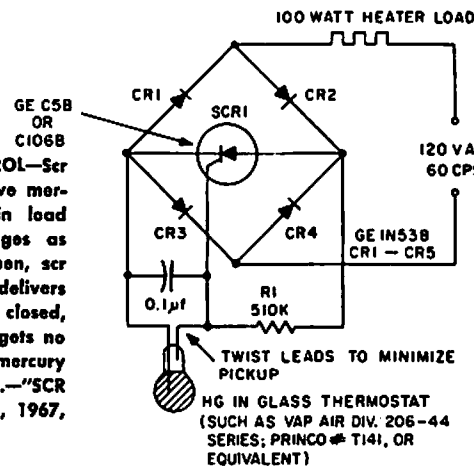 100 WATT HEATER LOAD
CR1
CR2
SCR1
GE C5B
OR
C106B
120 VA
60 CPS
CR3
CR4
GE IN538
CR1 – CR5
0.1µf
R1
510K
TWIST LEADS TO MINIMIZE
PICKUP
HG IN GLASS THERMOSTAT
(SUCH AS VAP AIR DIV. 206-44
SERIES; PRINCO # T141, OR
EQUIVALENT)
OL—Scr
ve mer-
in load
ges as
en, scr
delivers
closed,
gets no
mercury
.—"SCR
, 1967,